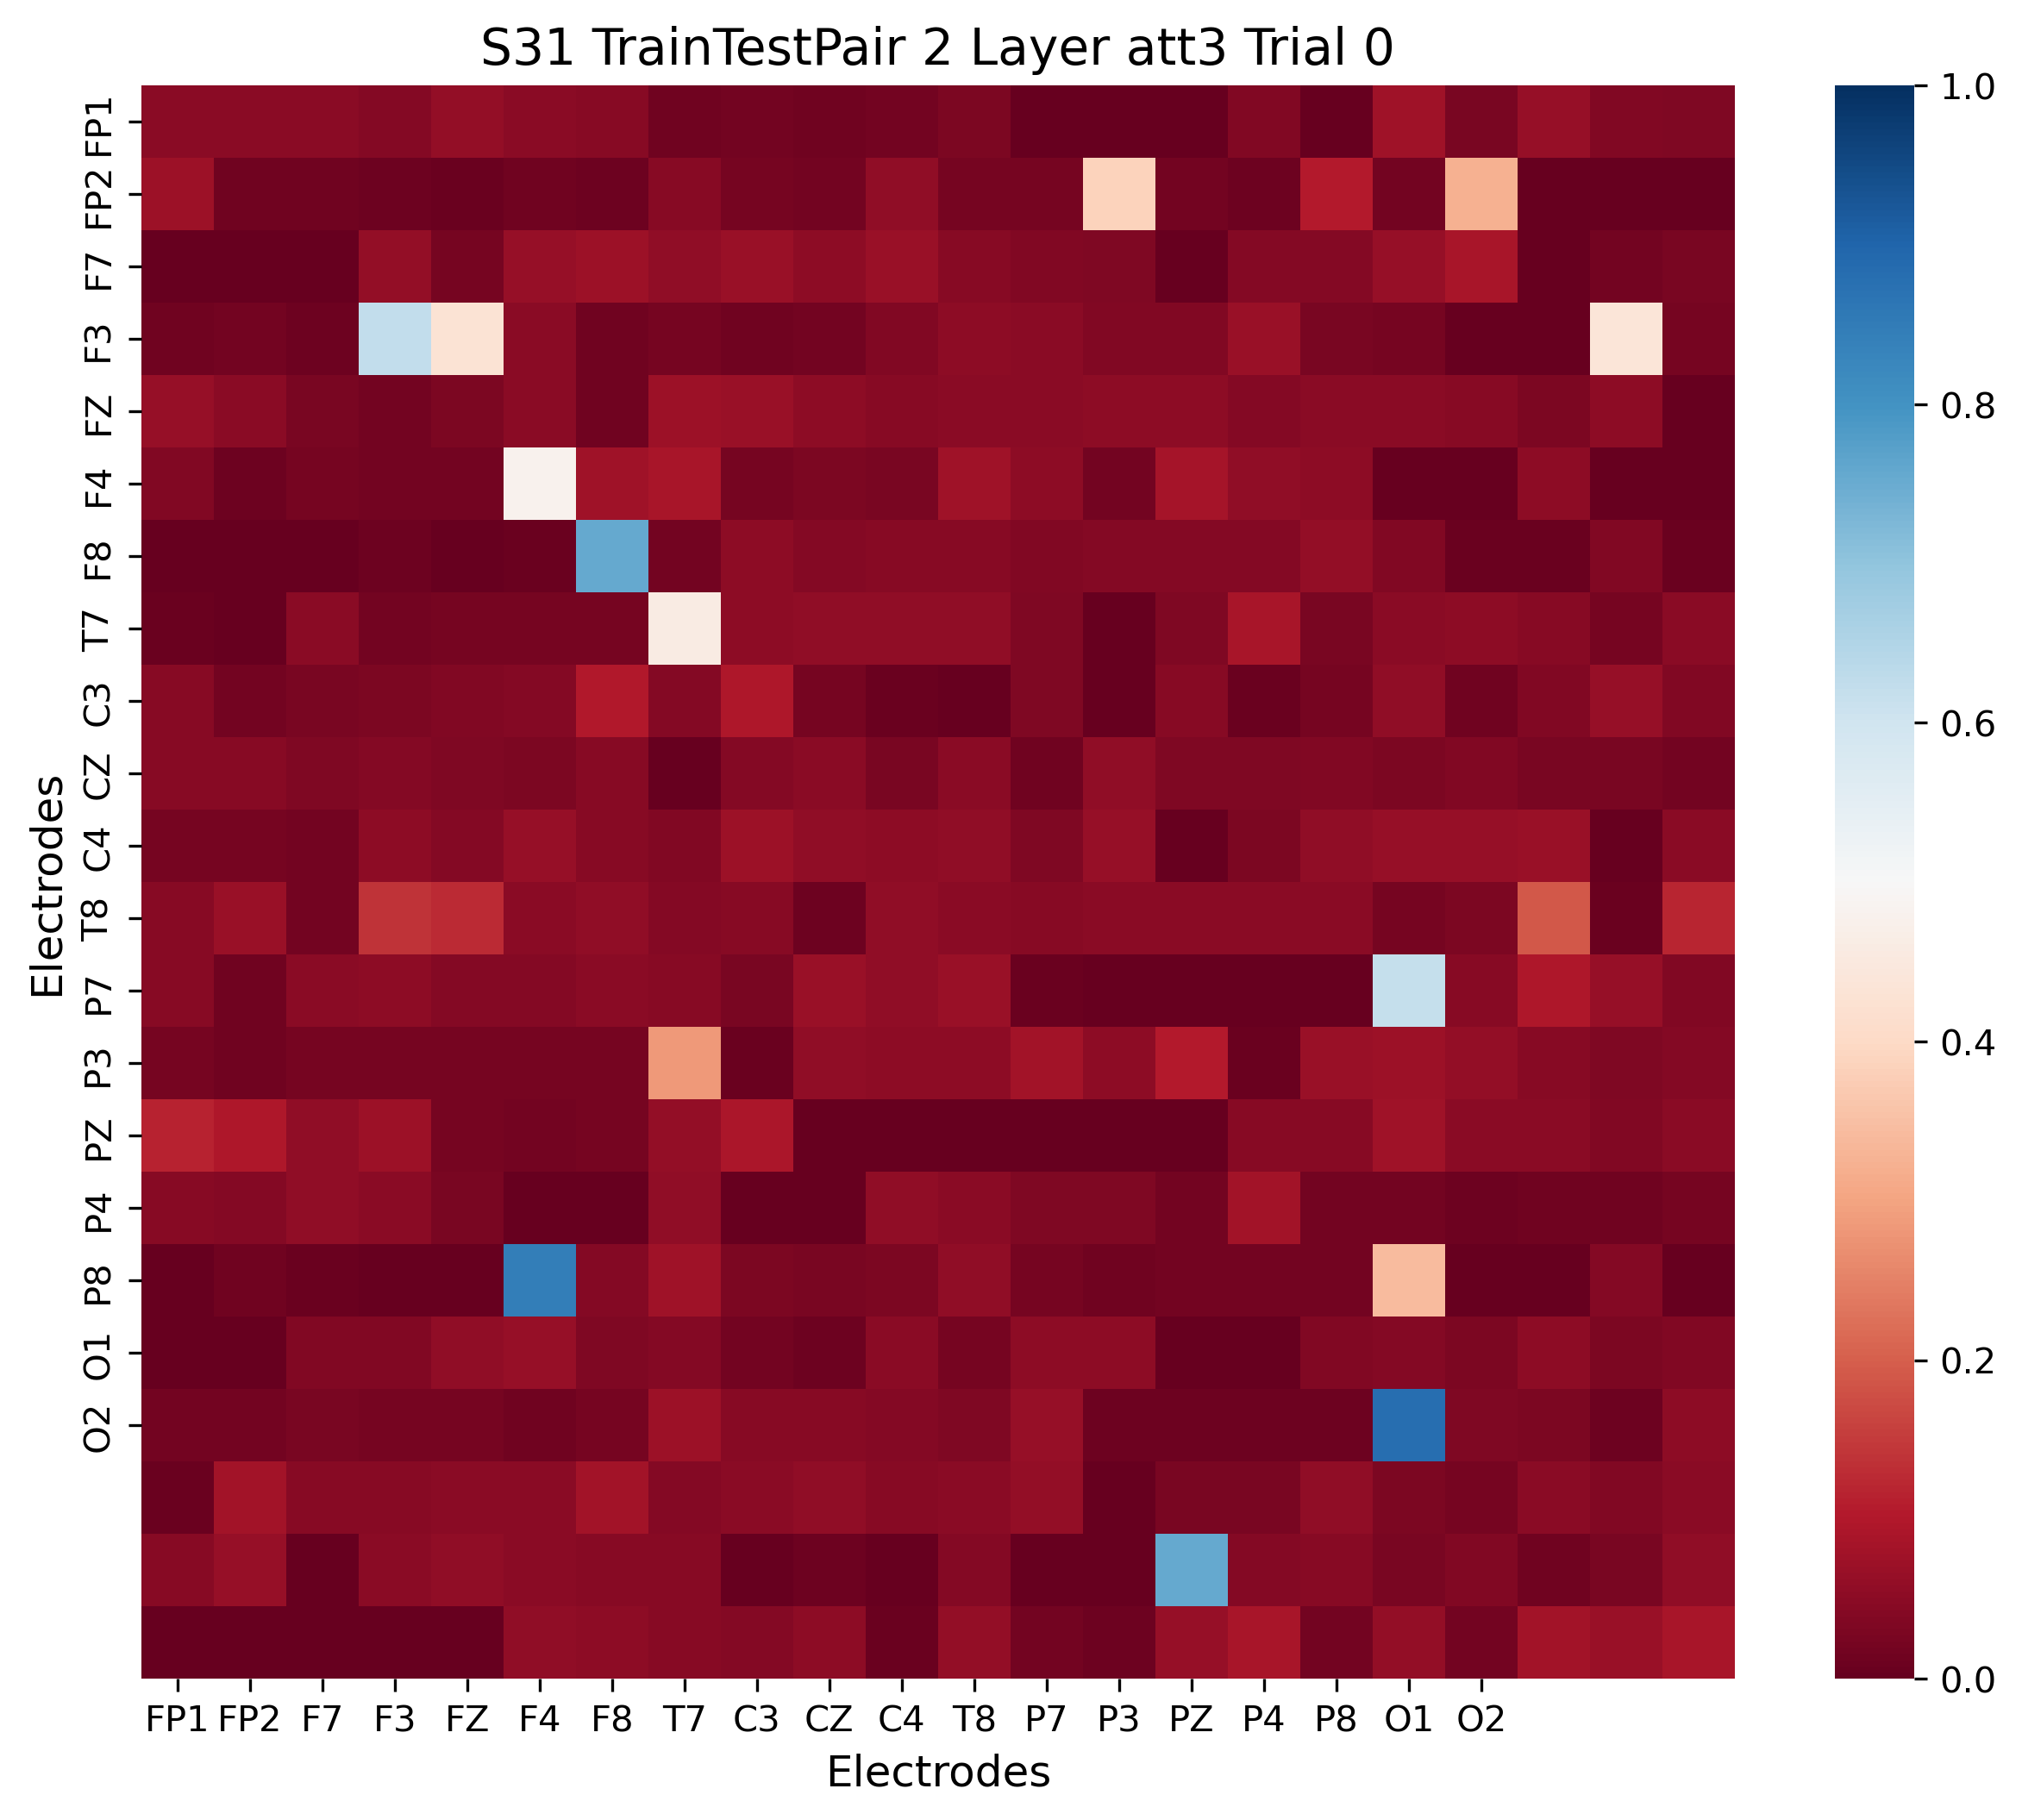 S31 TrainTestPair 2 Layer att3 Trial 0
Electrodes
FP1
FP2
F7
F3
FZ
F4
F8
T7
C3
CZ
C4
T8
P7
P3
PZ
P4
P8
O1
O2
FP1 FP2 F7 F3 FZ F4 F8 T7 C3 CZ C4 T8 P7 P3 PZ P4 P8 O1 O2
Electrodes
1.0
0.8
0.6
0.4
0.2
0.0